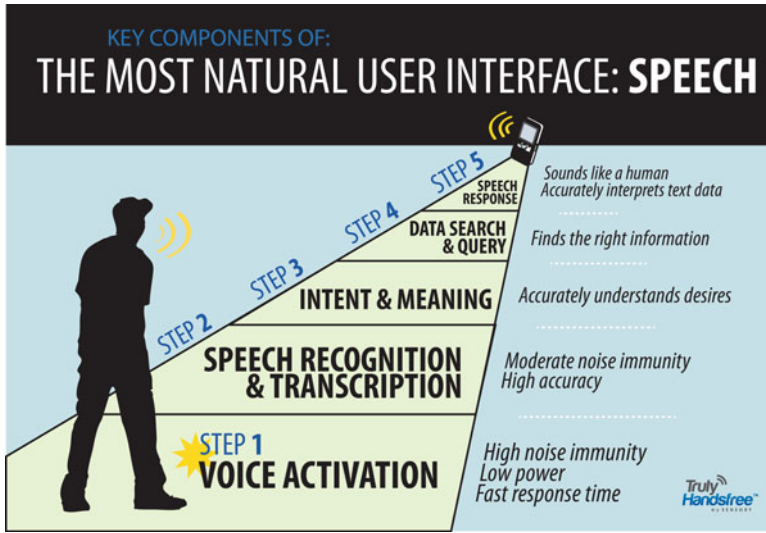 KEY COMPONENTS OF:
THE MOST NATURAL USER INTERFACE: SPEECH
STEP 5
SPEECH
RESPONSE
Sounds like a human
Accurately interprets text data
STEP 4
DATA SEARCH
& QUERY
Finds the right information
STEP 3
INTENT & MEANING
Accurately understands desires
STEP 2
SPEECH RECOGNITION
& TRANSCRIPTION
Moderate noise immunity
High accuracy
STEP 1
VOICE ACTIVATION
High noise immunity
Low power
Fast response time
Truly
Handsfree™
BY SENSORY